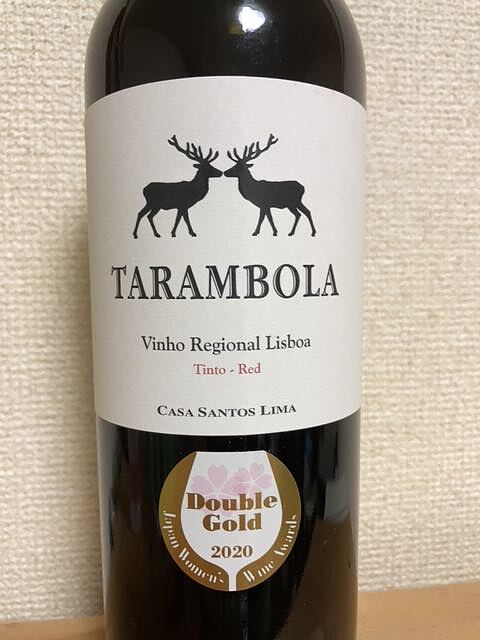 TARAMBOLA
Vinho Regional Lisboa
Tinto - Red
CASA SANTOS LIMA
Double
Gold
2020
Japan Women's Wine Awards